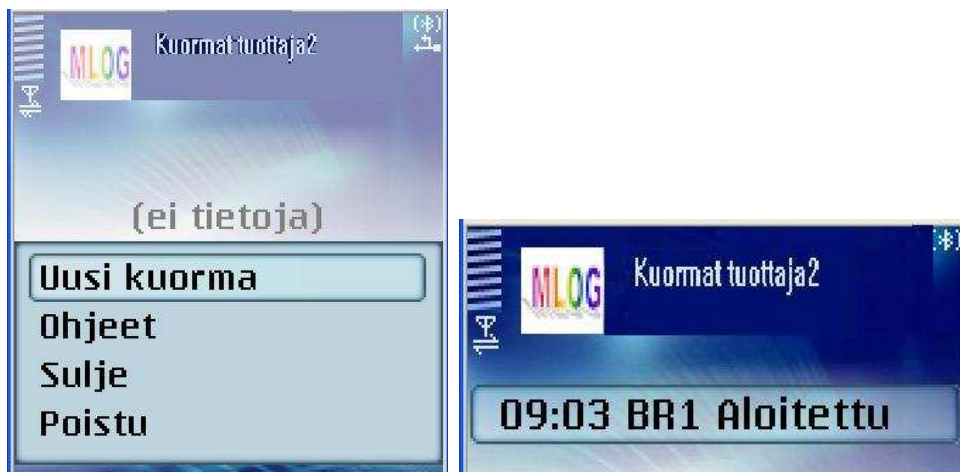 MLOG
Kuormat tuottaja2
(ei tietoja)
Uusi kuorma
Ohjeet
Sulje
Poistu
MLOG
Kuormat tuottaja2
09:03 BR1 Aloitettu